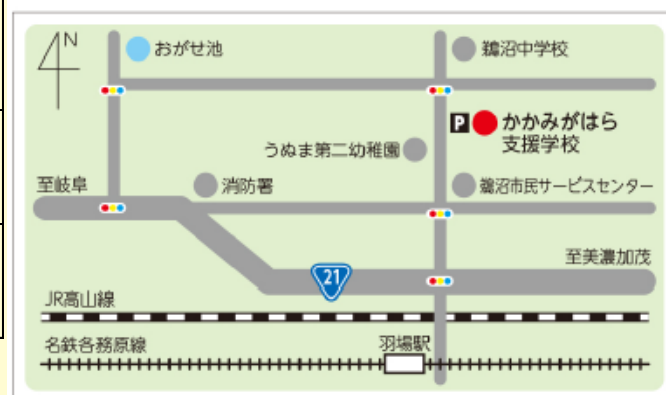 N
おがせ池
鵜沼中学校
P
かかみがはら
支援学校
うぬま第二幼稚園
至岐阜
消防署
鵜沼市民サービスセンター
至美濃加茂
21
JR高山線
名鉄各務原線
羽場駅